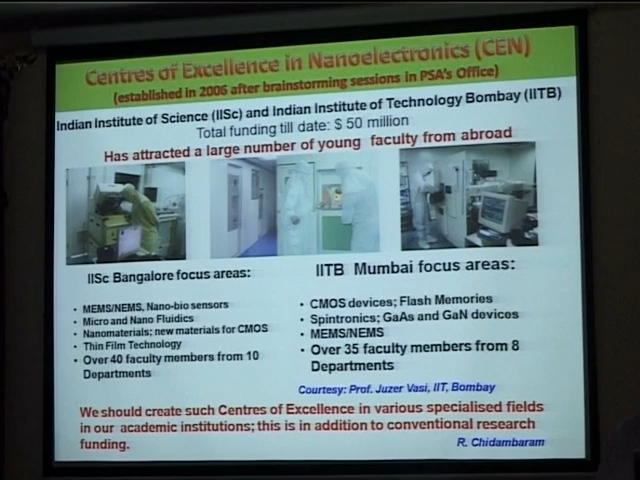 Centres of Excellence in Nanoelectronics (CEN)
(established in 2006 after brainstorming sessions in PSA's Office)
Indian Institute of Science (IISc) and Indian Institute of Technology Bombay (IITB)
Total funding till date: $ 50 million
Has attracted a large number of young faculty from abroad
IISc Bangalore focus areas:
• MEMS/NEMS, Nano-bio sensors
• Micro and Nano Fluidics
• Nanomaterials; new materials for CMOS
• Thin Film Technology
• Over 40 faculty members from 10
Departments
IITB Mumbai focus areas:
• CMOS devices; Flash Memories
• Spintronics; GaAs and GaN devices
• MEMS/NEMS
• Over 35 faculty members from 8
Departments
Courtesy: Prof. Juzer Vasi, IIT, Bombay
We should create such Centres of Excellence in various specialised fields
in our academic institutions; this is in addition to conventional research
funding.
R. Chidambaram